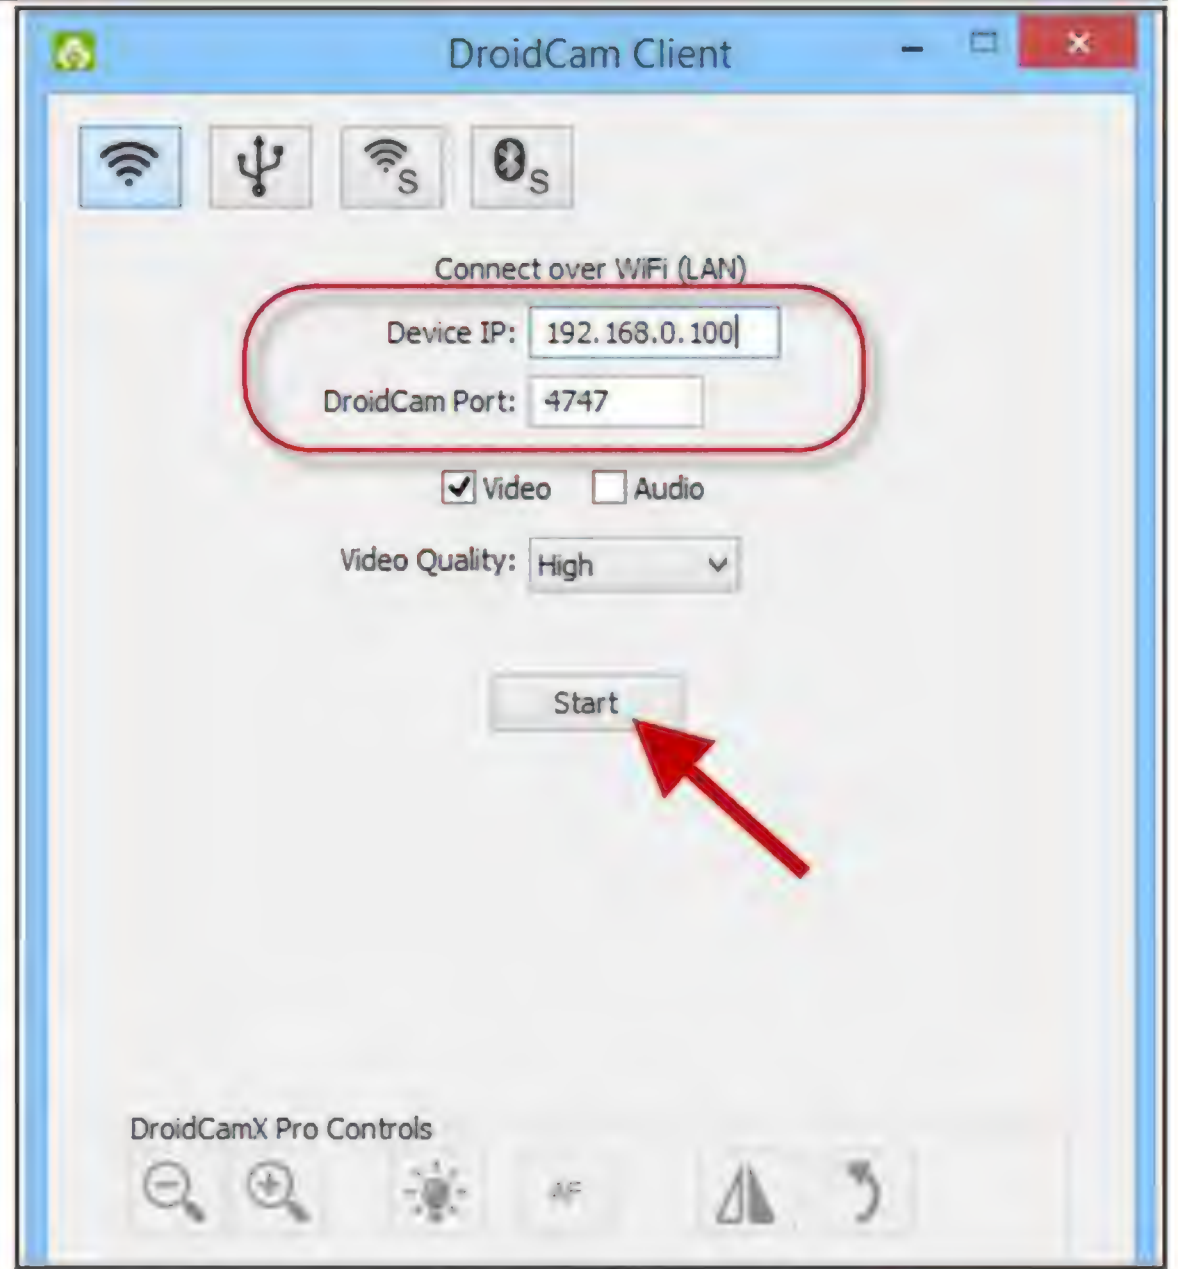 DroidCam Client
S S
Connect over WiFi (LAN)
Device IP: 192.168.0.100
DroidCam Port: 4747
Video Audio
Video Quality: High
Start
DroidCamX Pro Controls
AF